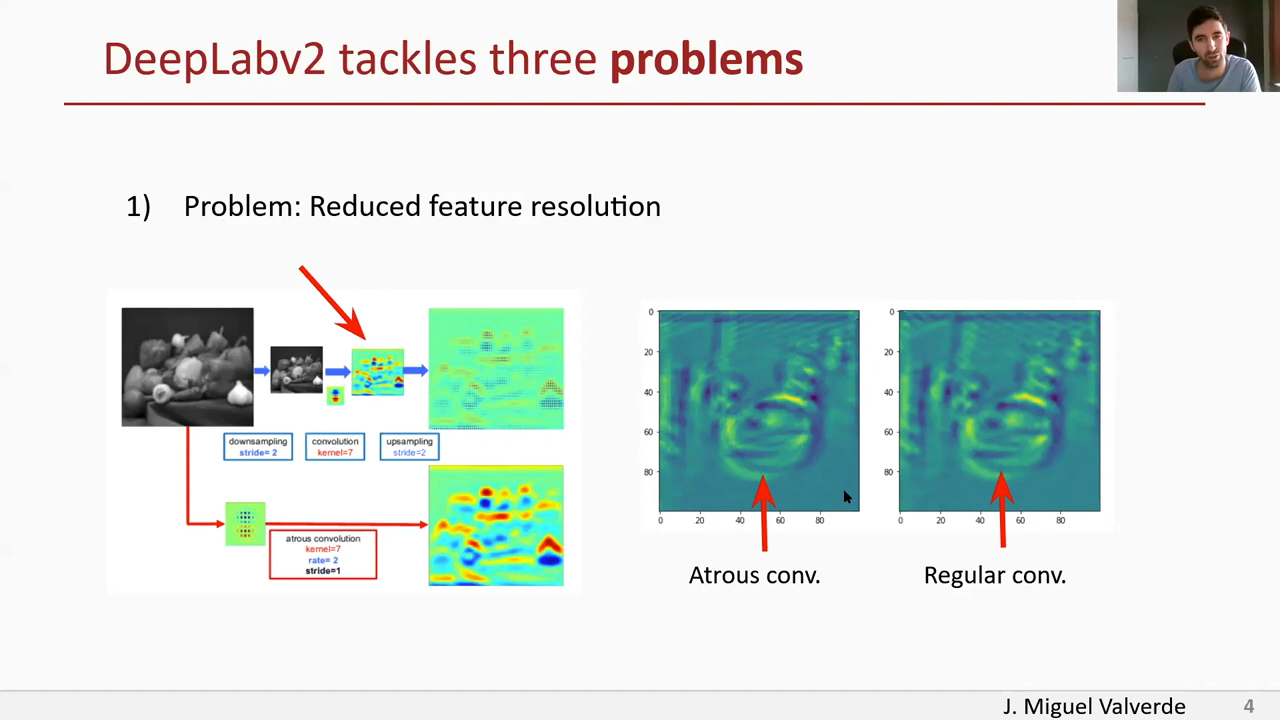 DeepLabv2 tackles three problems
1) Problem: Reduced feature resolution
downsampling
stride= 2
convolution
kernel=7
upsampling
stride=2
atrous convolution
kernel=7
rate= 2
stride=1
0
20
40
60
80
0 20 40 60 80
0
20
40
60
80
0 20 40 60 80
Atrous conv.
Regular conv.
J. Miguel Valverde
4